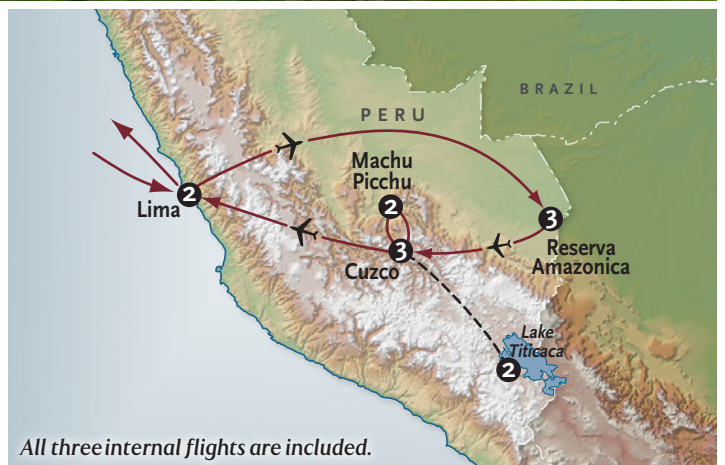 BRAZIL
PERU
Machu
Picchu
2
2
Lima
3
Reserva
Amazonica
3
Cuzco
Lake
Titicaca
2
All three internal flights are included.